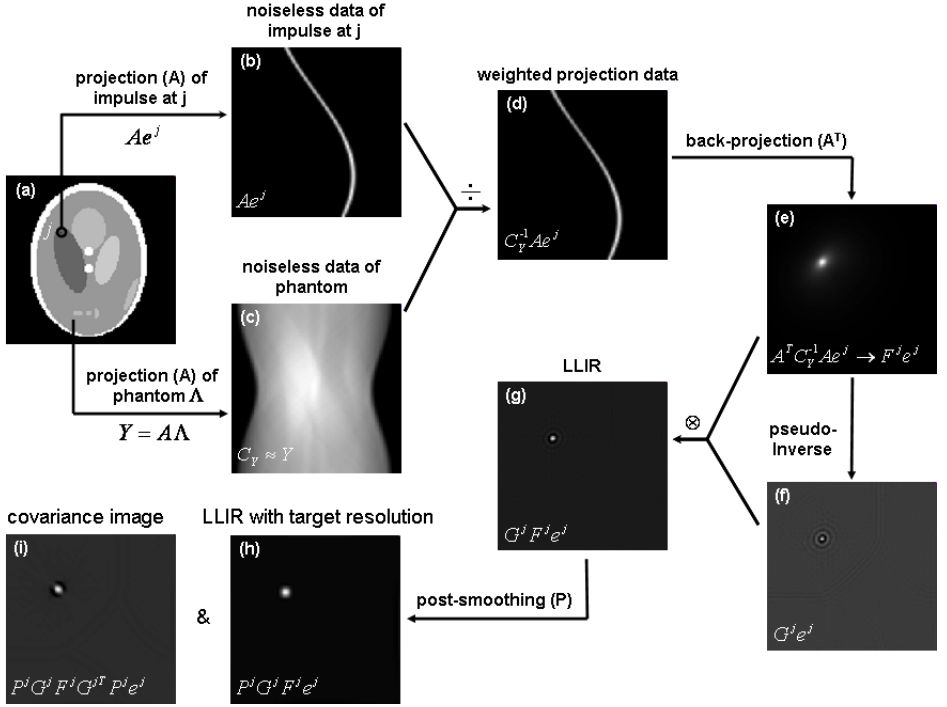 noiseless data of
impulse at j
(b)
Ae^j
projection (A) of
impulse at j
Ae^j
weighted projection data
(d)
C_Y^{-1}Ae^j
÷
back-projection (A^T)
(a)
j
(e)
A^T C_Y^{-1} Ae^j → F^j e^j
noiseless data of
phantom
(c)
C_Y ≈ Y
projection (A) of
phantom Λ
Y = AΛ
LLIR
(g)
G^j F^j e^j
⊗
pseudo-
Inverse
(f)
G^j e^j
covariance image
(i)
P^j G^j F^j G^{jT} P^j e^j
&
LLIR with target resolution
(h)
P^j G^j F^j e^j
post-smoothing (P)